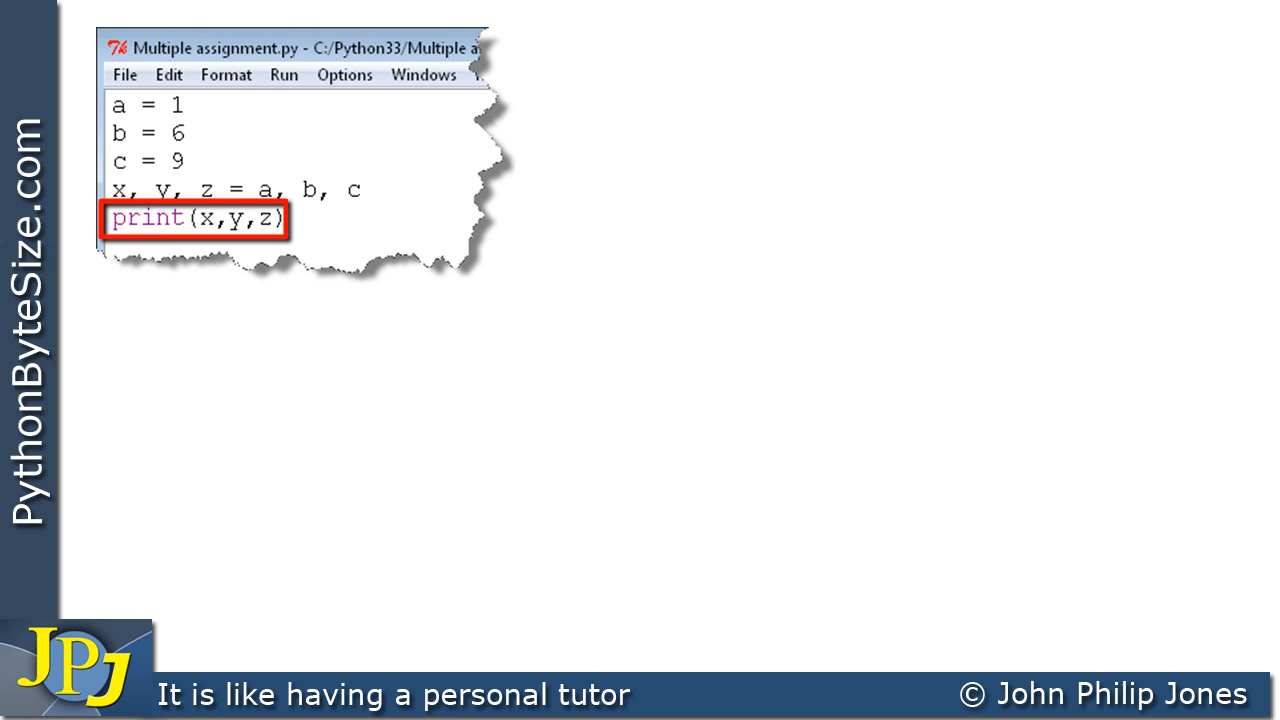 PythonByteSize.com
Multiple assignment.py - C:/Python33/Multiple
File Edit Format Run Options Windows
a = 1
b = 6
c = 9
x, y, z = a, b, c
print(x,y,z)
JPJ
It is like having a personal tutor
© John Philip Jones